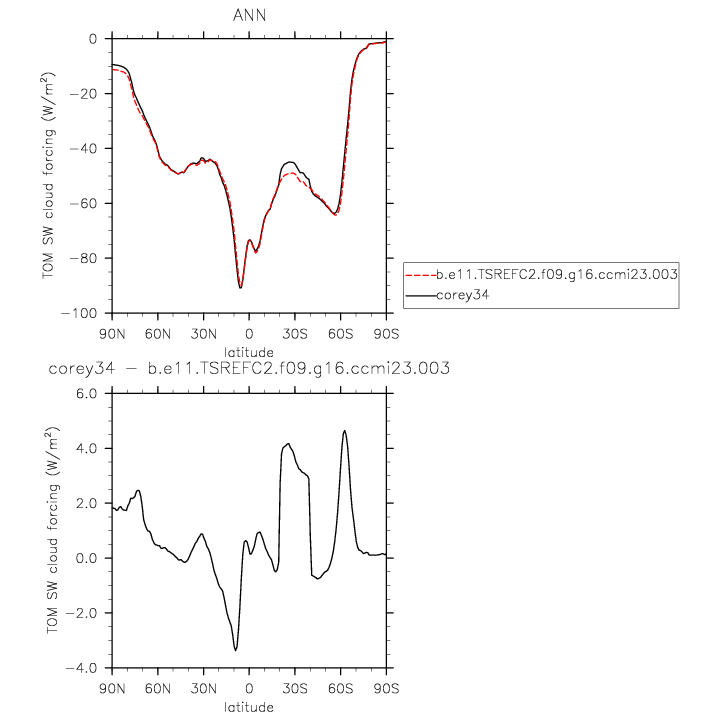 ANN
TOM SW cloud forcing (W/m²)
0
−20
−40
−60
−80
−100
90N 60N 30N 0 30S 60S 90S
latitude
b.e11.TSREFC2.f09.g16.ccmi23.003
corey34
corey34 − b.e11.TSREFC2.f09.g16.ccmi23.003
TOM SW cloud forcing (W/m²)
6.0
4.0
2.0
0.0
−2.0
−4.0
90N 60N 30N 0 30S 60S 90S
latitude